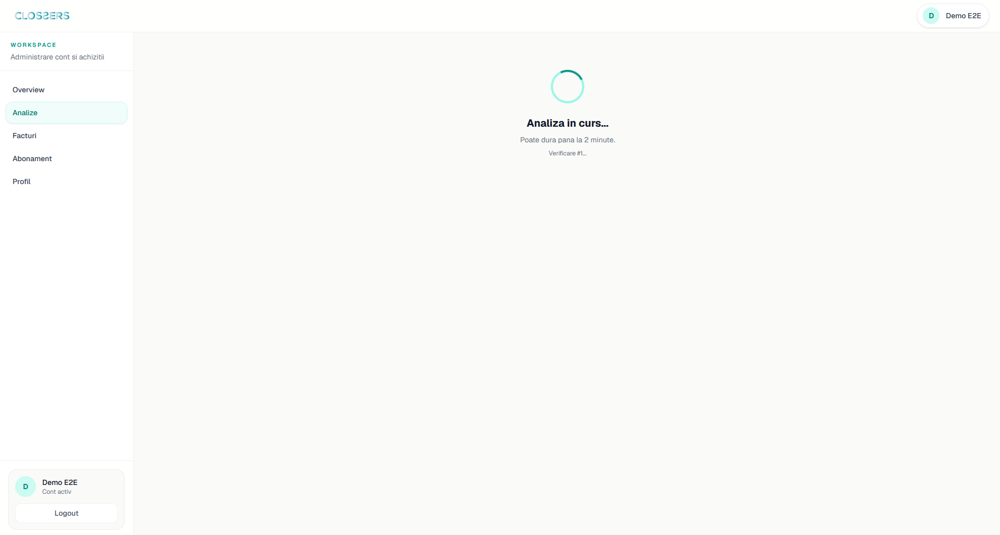 CLOSSERS
D Demo E2E
WORKSPACE
Administrare cont si achizitii
Overview
Analize
Facturi
Abonament
Profil
Analiza in curs...
Poate dura pana la 2 minute.
Verificare #1...
D
Demo E2E
Cont activ
Logout